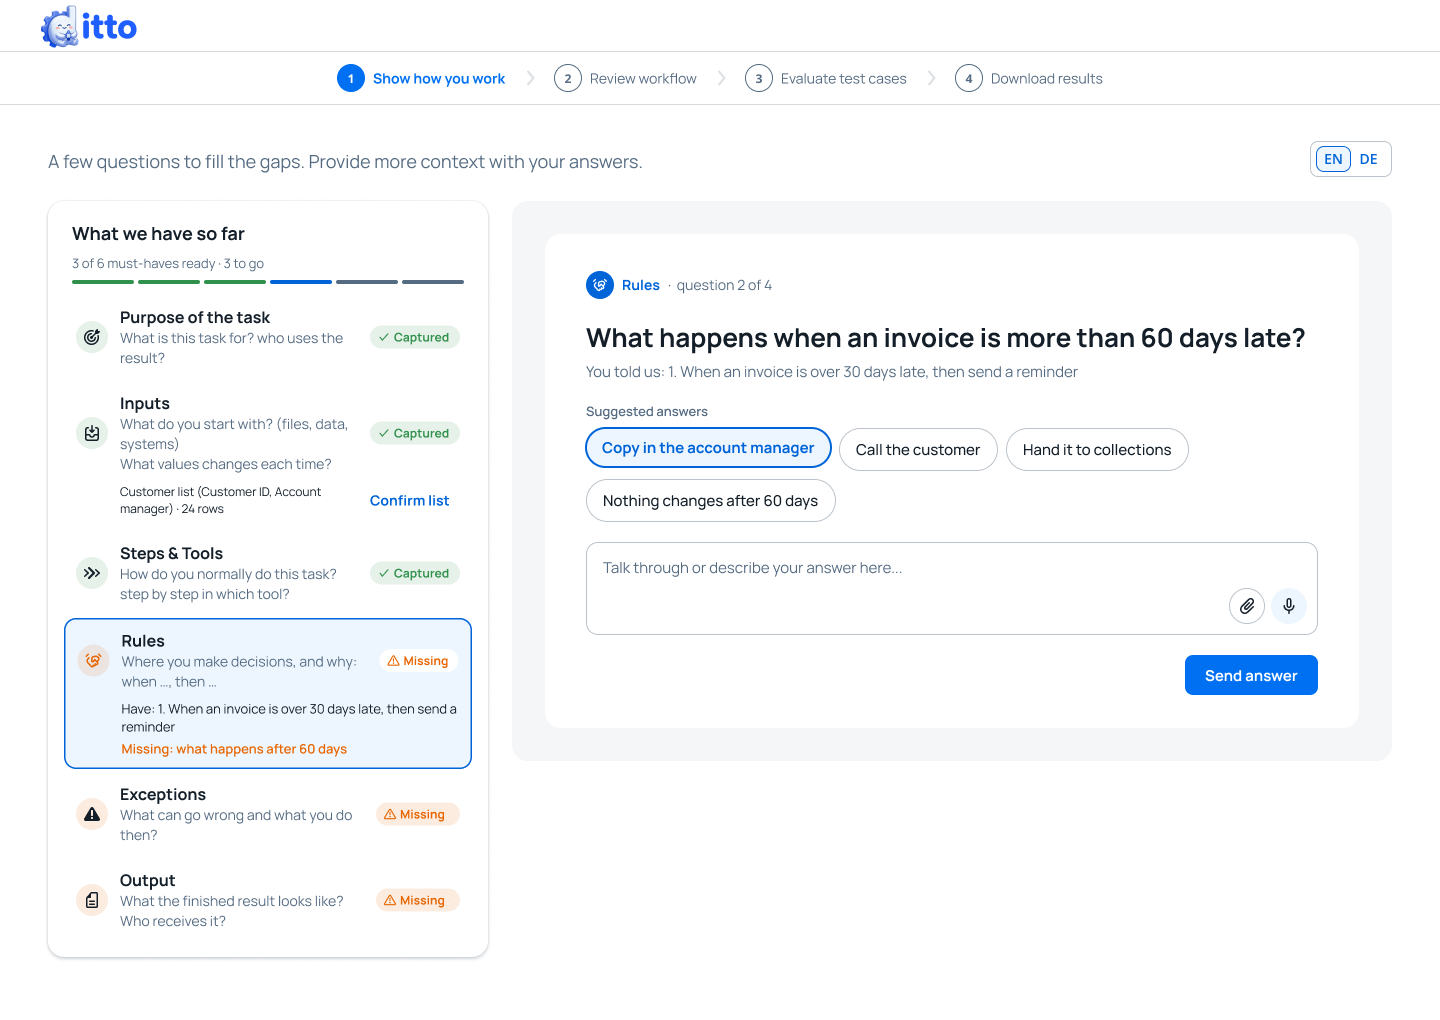 itto
1 Show how you work
2 Review workflow
3 Evaluate test cases
4 Download results
A few questions to fill the gaps. Provide more context with your answers.
EN DE
What we have so far
3 of 6 must-haves ready · 3 to go
Purpose of the task
What is this task for? who uses the
result?
Captured
Inputs
What do you start with? (files, data,
systems)
What values changes each time?
Captured
Customer list (Customer ID, Account
manager) · 24 rows
Confirm list
Steps & Tools
How do you normally do this task?
step by step in which tool?
Captured
Rules
Where you make decisions, and why:
when ..., then ...
Missing
Have: 1. When an invoice is over 30 days late, then send a
reminder
Missing: what happens after 60 days
Exceptions
What can go wrong and what you do
then?
Missing
Output
What the finished result looks like?
Who receives it?
Missing
Rules · question 2 of 4
What happens when an invoice is more than 60 days late?
You told us: 1. When an invoice is over 30 days late, then send a reminder
Suggested answers
Copy in the account manager
Call the customer
Hand it to collections
Nothing changes after 60 days
Talk through or describe your answer here...
Send answer